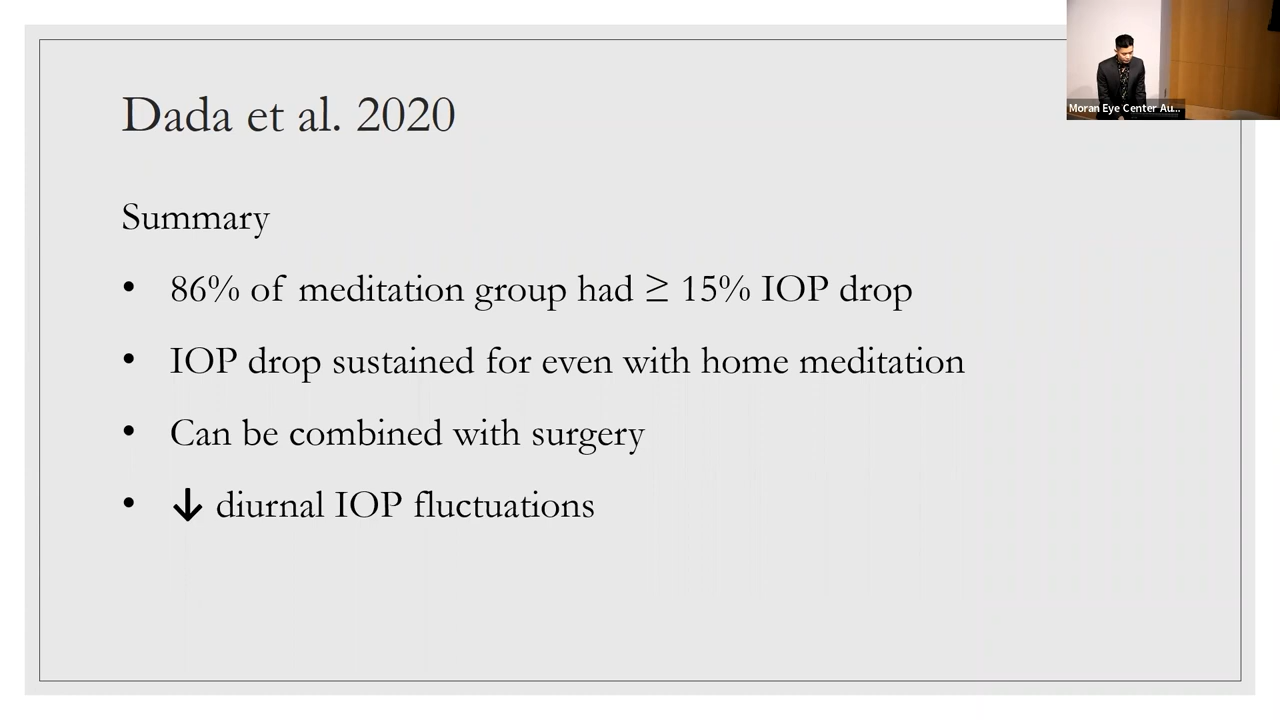 Dada et al. 2020
Summary
• 86% of meditation group had ≥ 15% IOP drop
• IOP drop sustained for even with home meditation
• Can be combined with surgery
• ↓ diurnal IOP fluctuations
Moran Eye Center Au...